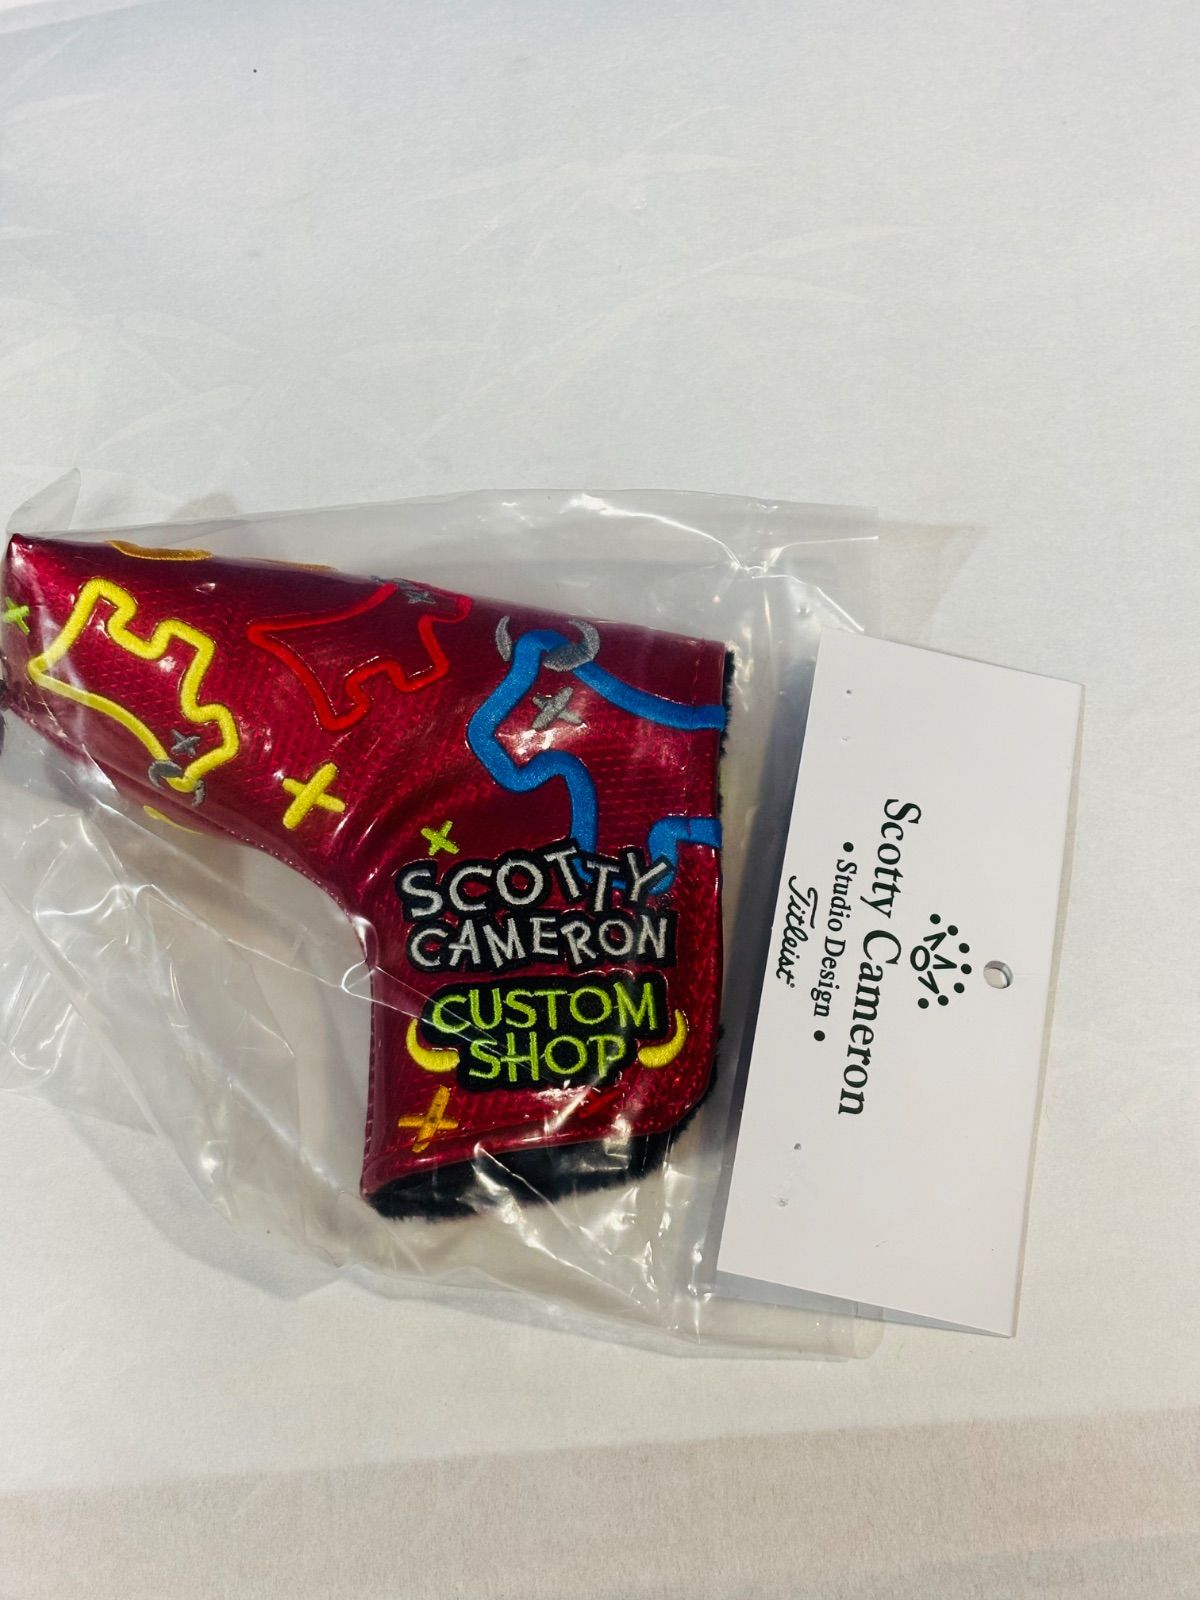 SCOTTY
CAMERON
CUSTOM
SHOP
Scotty Cameron
• Studio Design •
Titleist